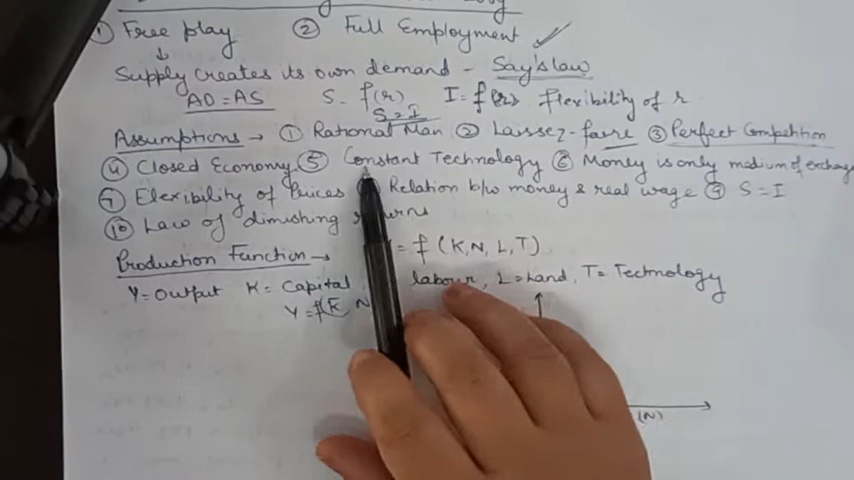 ① Free play ② Full Employment ✓
↓
Supply creates its own demand - Say's law
AD = AS S = f(r) I = f(r) flexibility of r
S = I
Assumptions → ① Rational Man ② Laissez-faire ③ Perfect Competition
④ Closed Economy ⑤ Constant Technology ⑥ Money is only medium of exchange
⑦ Flexibility of Prices Relation b/w money & real wage ⑨ S = I
⑩ Law of dimishing returns
Production Function → = f (K, N, L, T)
Y = Output K = Capital, labour, L = Land, T = Technology
Y = f(K, N
(N)